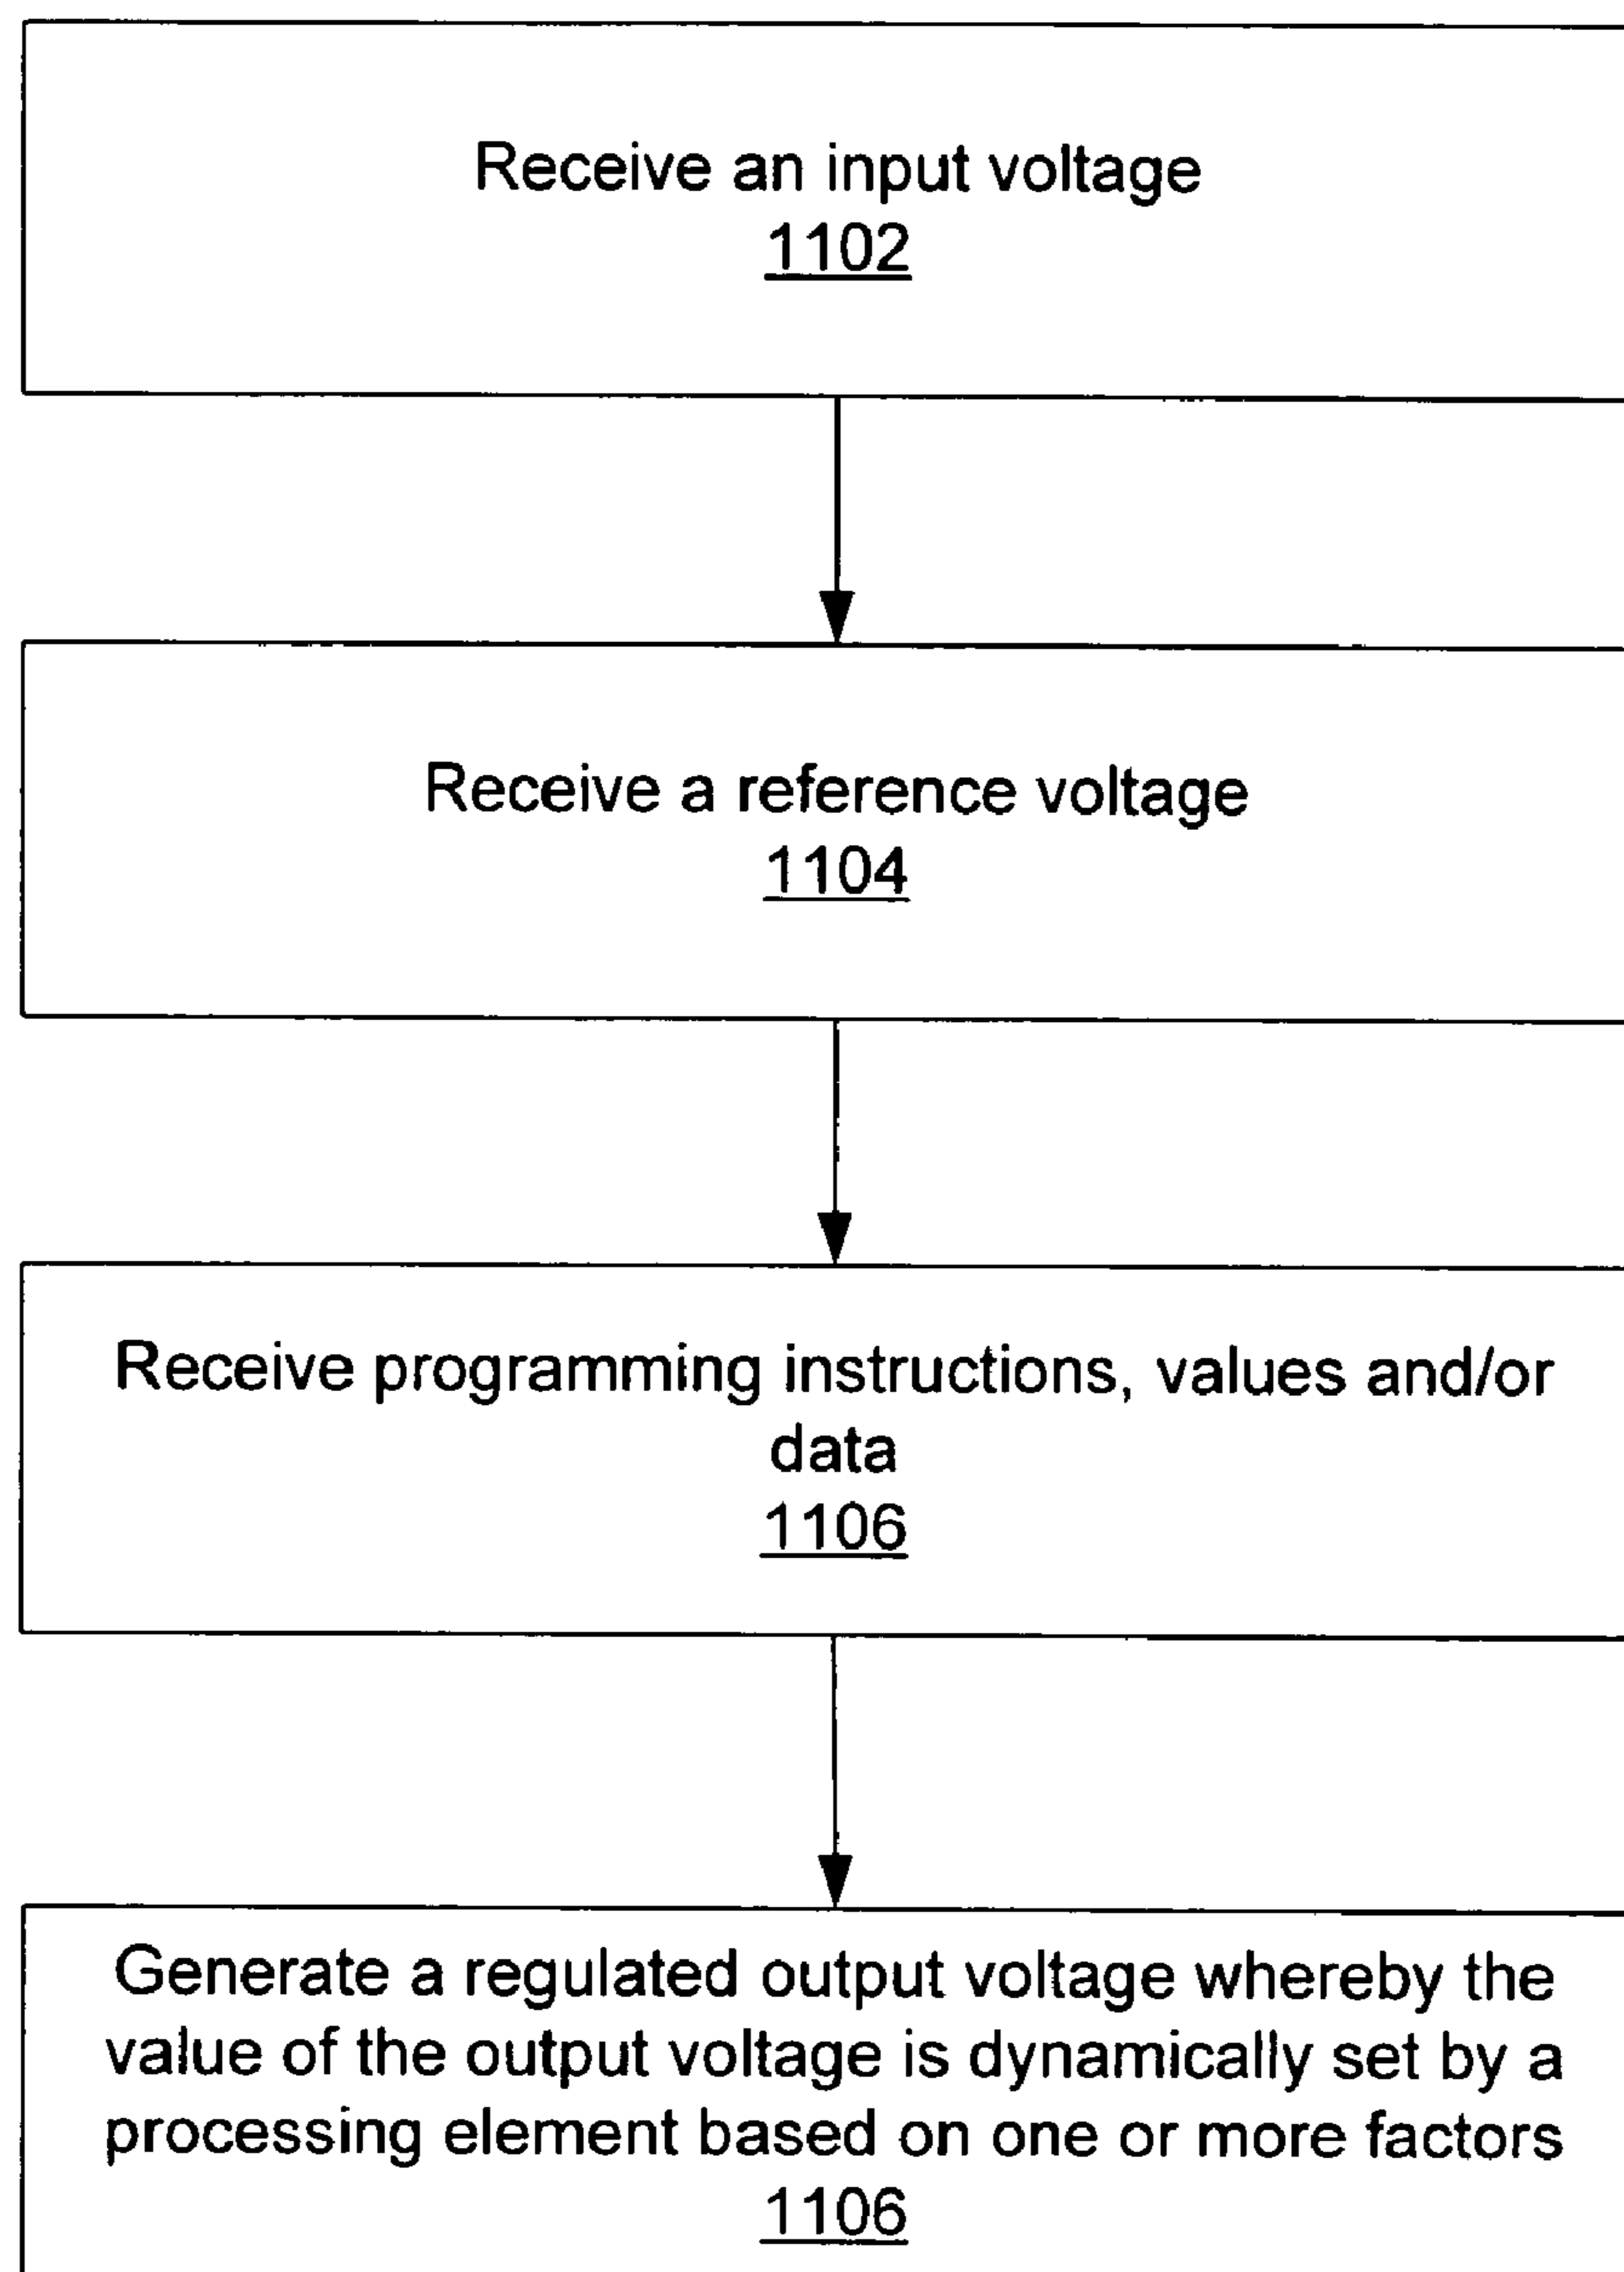 Receive an input voltage
1102
Receive a reference voltage
1104
Receive programming instructions, values and/or
data
1106
Generate a regulated output voltage whereby the
value of the output voltage is dynamically set by a
processing element based on one or more factors
1106